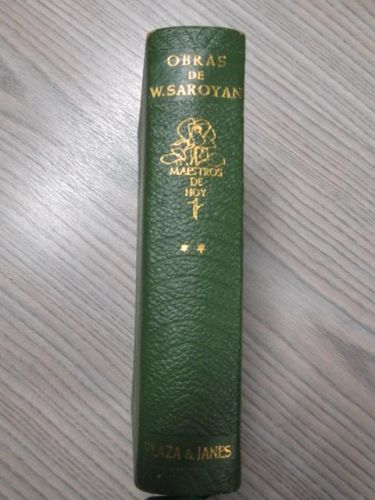 OBRAS
DE
W. SAROYAN
MAESTROS
DE
HOY
* *
PLAZA & JANES